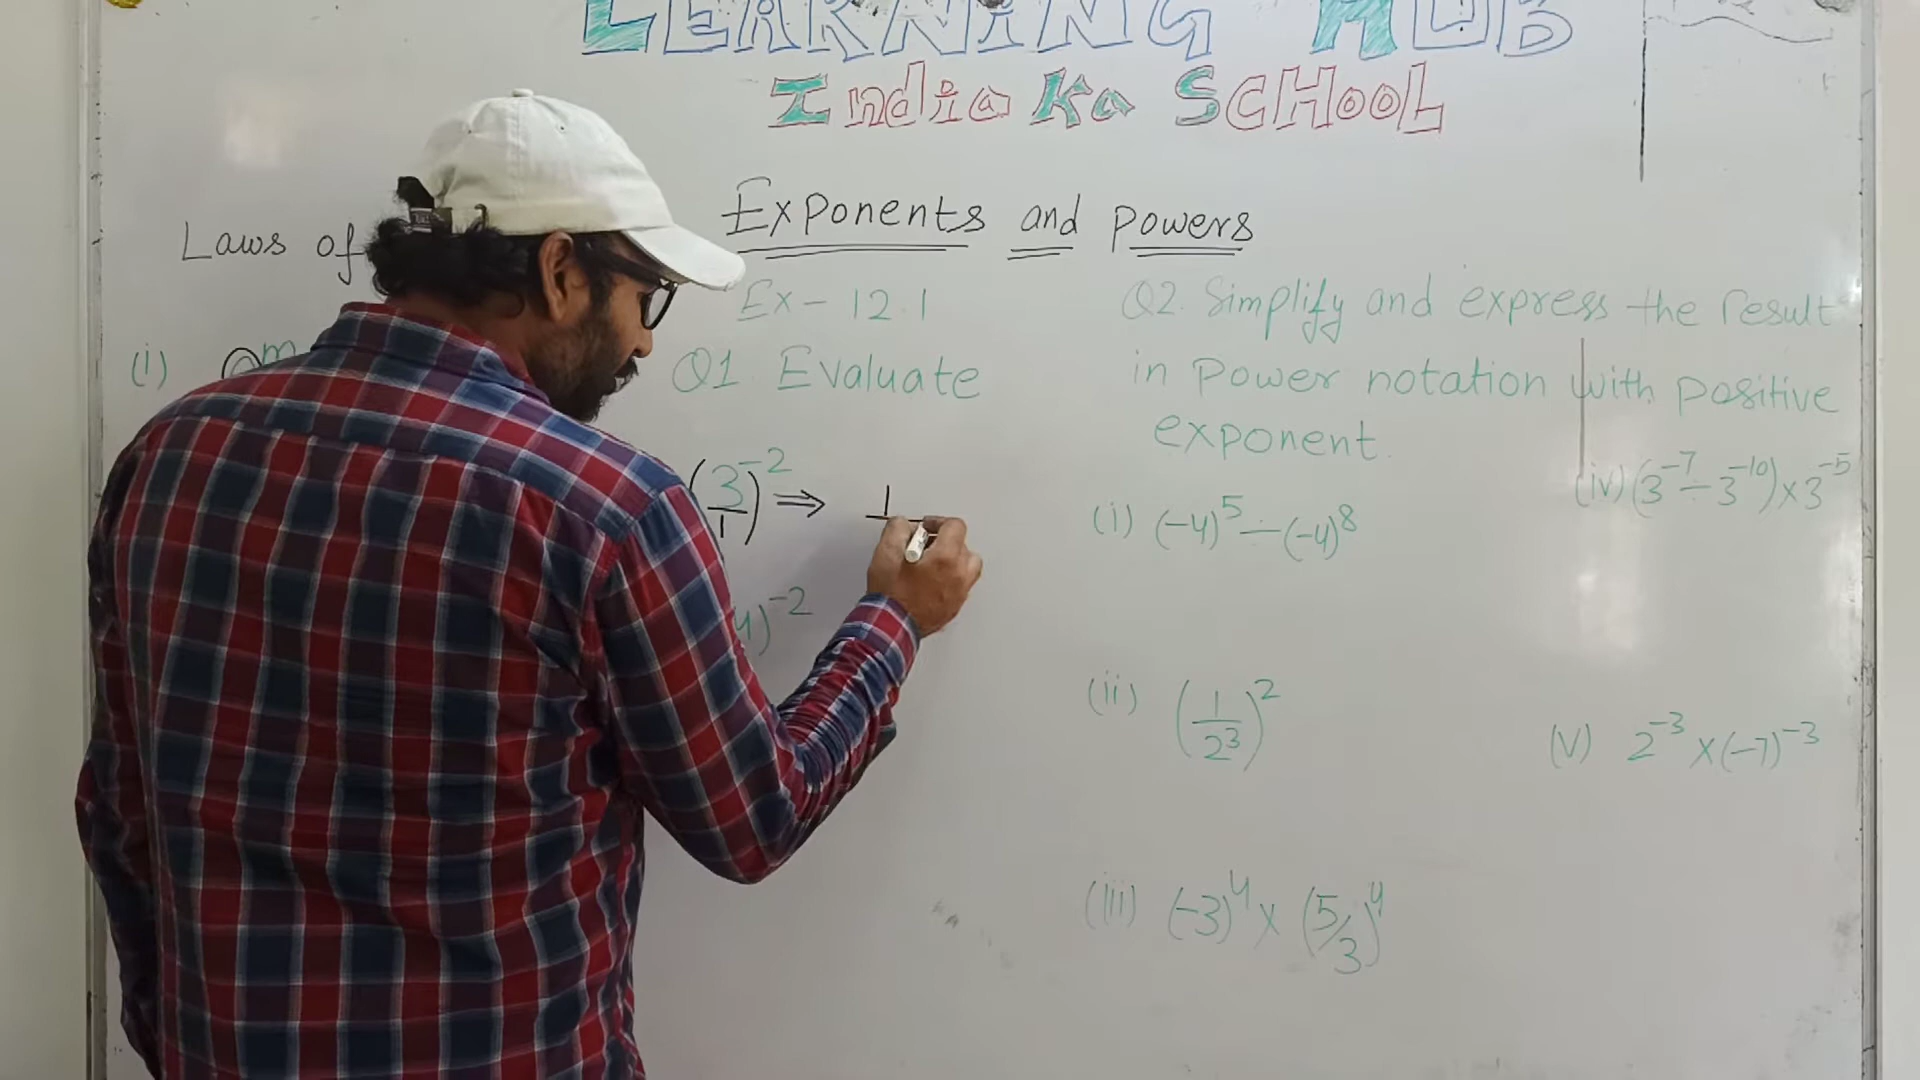 LEARNING HUB
India Ka SCHOOL
Exponents and powers
Laws of
(i) a^m
Ex - 12.1
Q1 Evaluate
(3/1)^-2 ⇒ 1
4)^-2
Q2. Simplify and express the result
in Power notation with positive
exponent.
(i) (-4)^5 ÷ (-4)^8
(ii) (1/2^3)^2
(iii) (-3)^4 × (5/3)^4
(iv) (3^-7 ÷ 3^-10) × 3^-5
(V) 2^-3 × (-7)^-3